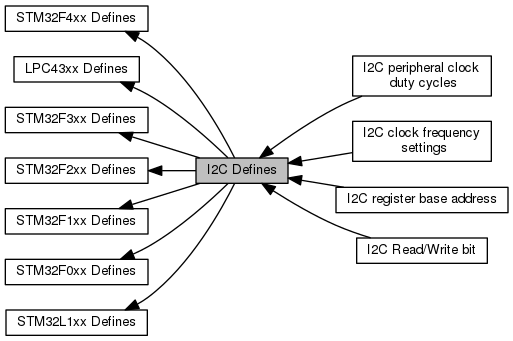 STM32F4xx Defines
LPC43xx Defines
STM32F3xx Defines
STM32F2xx Defines
STM32F1xx Defines
STM32F0xx Defines
STM32L1xx Defines
I2C Defines
I2C peripheral clock
duty cycles
I2C clock frequency
settings
I2C register base address
I2C Read/Write bit